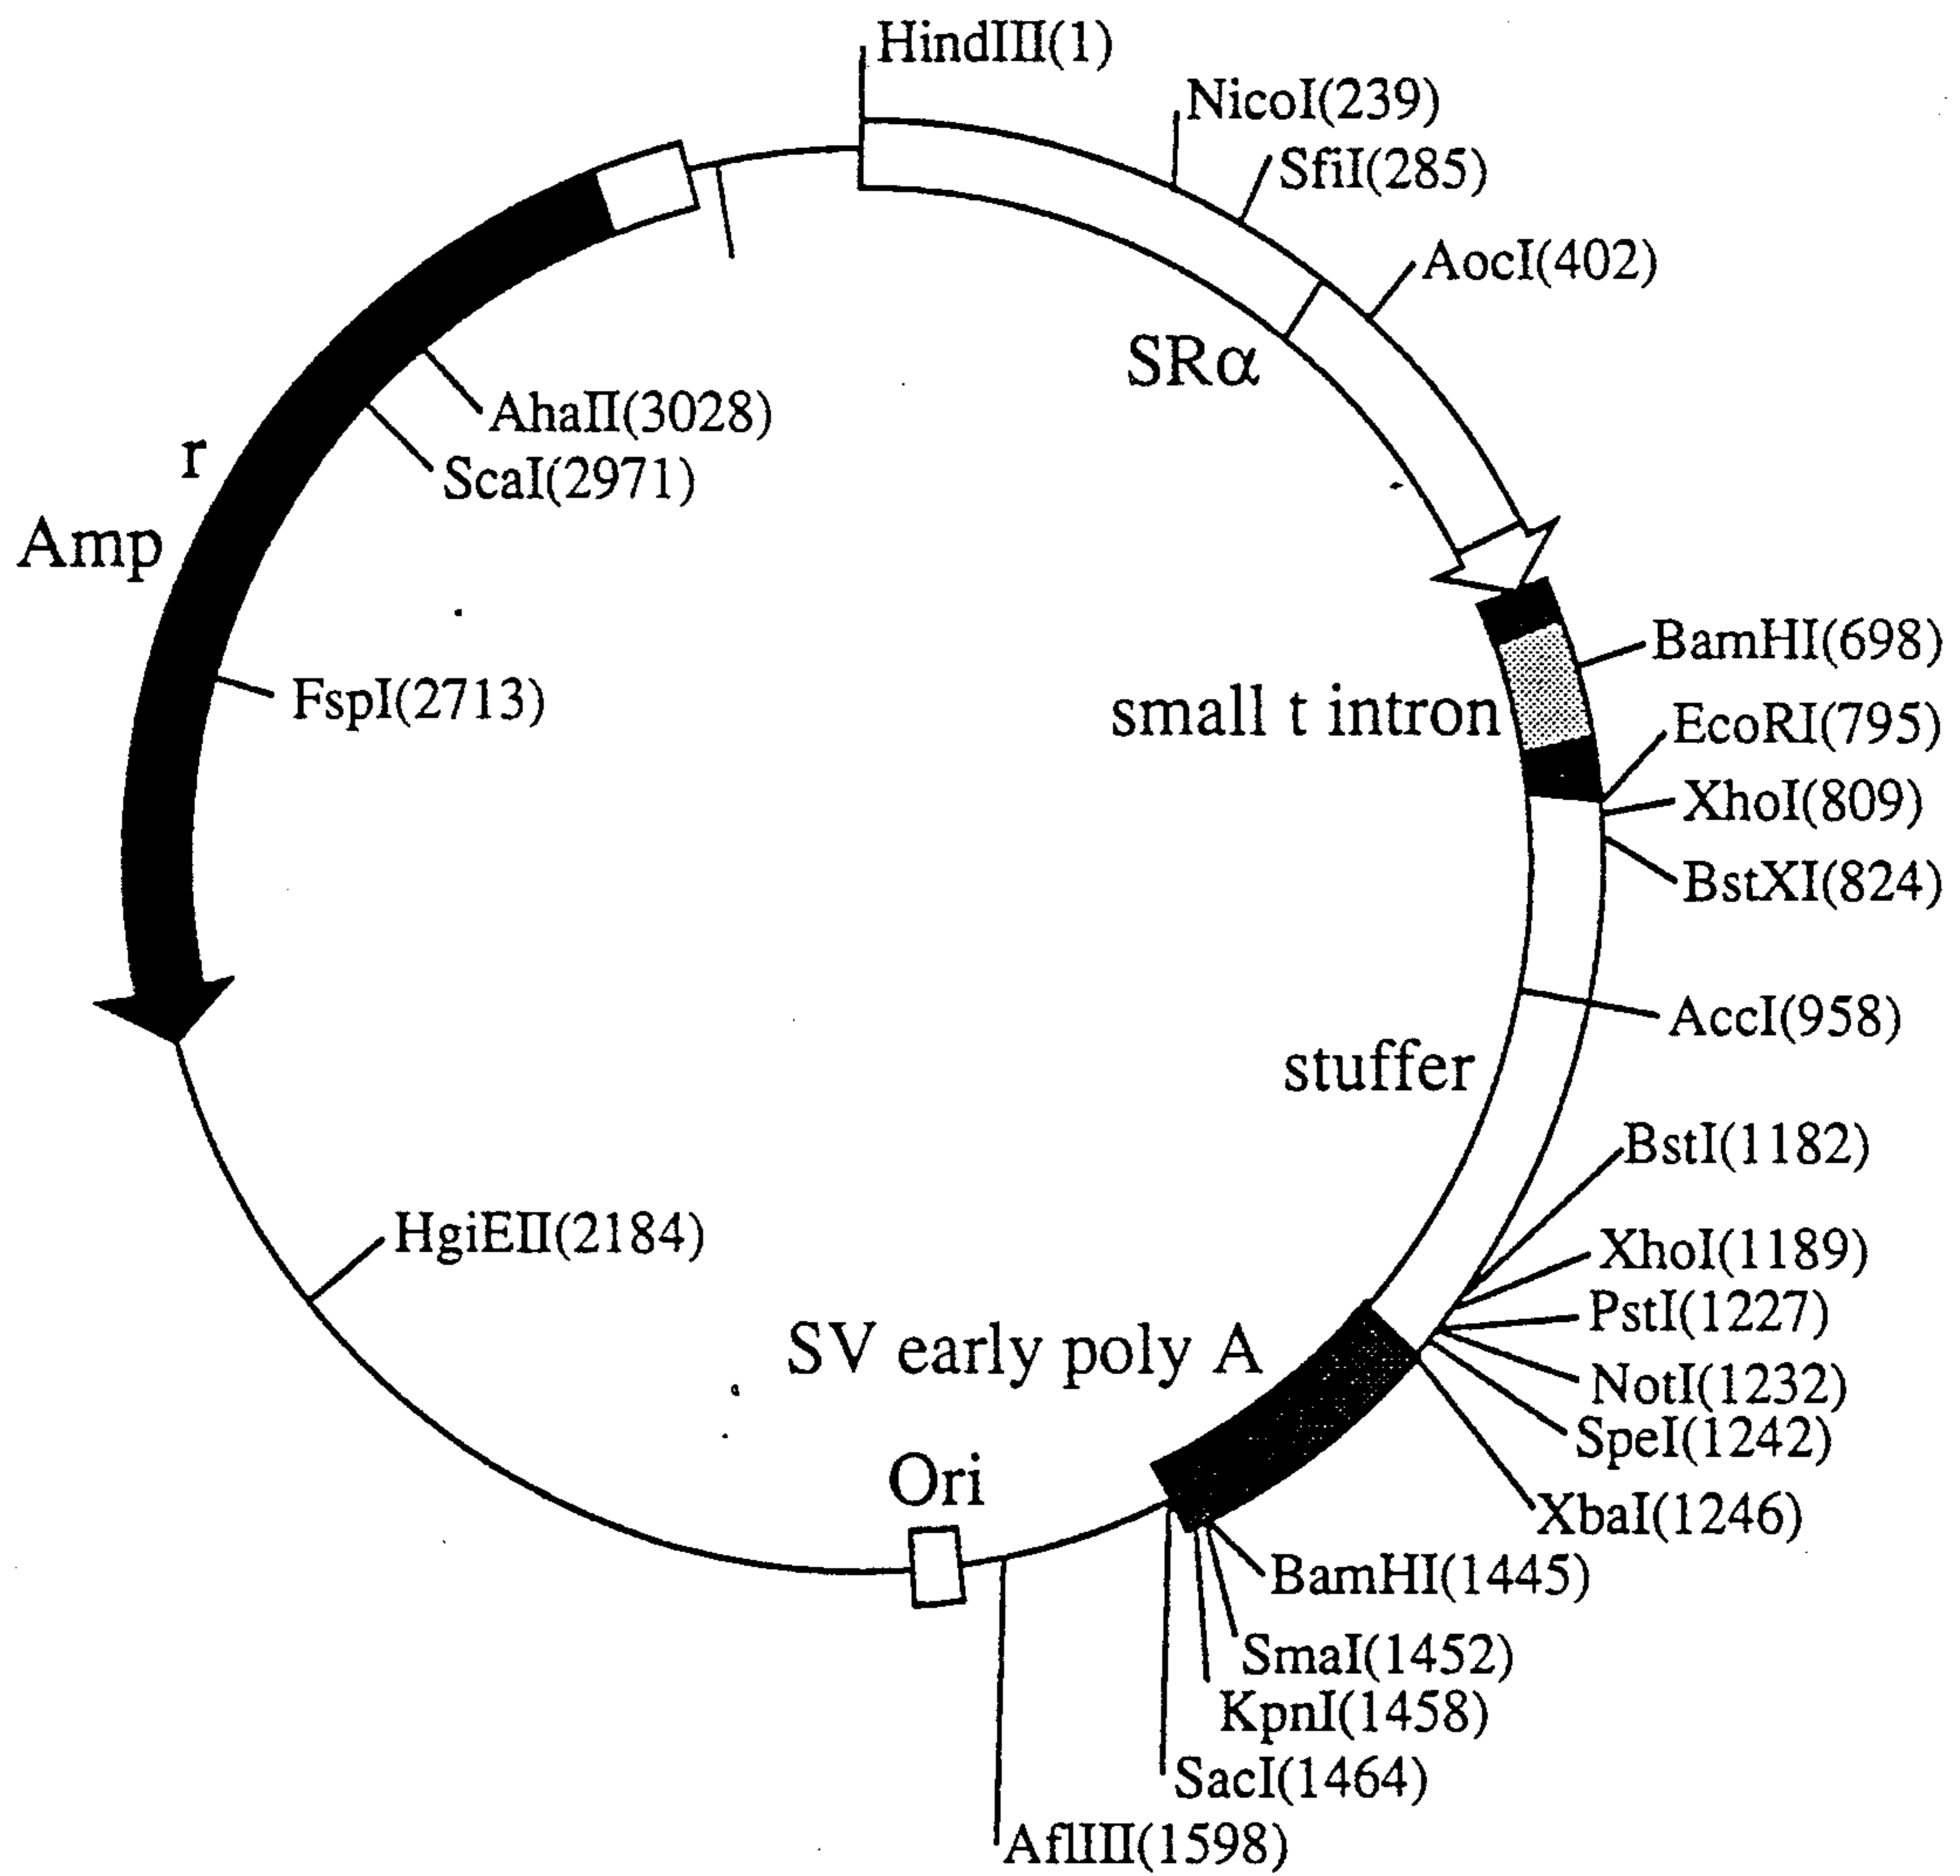 HindIII(1)
NicoI(239)
SfiI(285)
AocI(402)
SRα
AhaII(3028)
ScaI(2971)
r
Amp
FspI(2713)
BamHI(698)
small t intron
EcoRI(795)
XhoI(809)
BstXI(824)
AccI(958)
stuffer
BstI(1182)
HgiEII(2184)
XhoI(1189)
PstI(1227)
SV early poly A
NotI(1232)
SpeI(1242)
Ori
XbaI(1246)
BamHI(1445)
SmaI(1452)
KpnI(1458)
SacI(1464)
AflIII(1598)